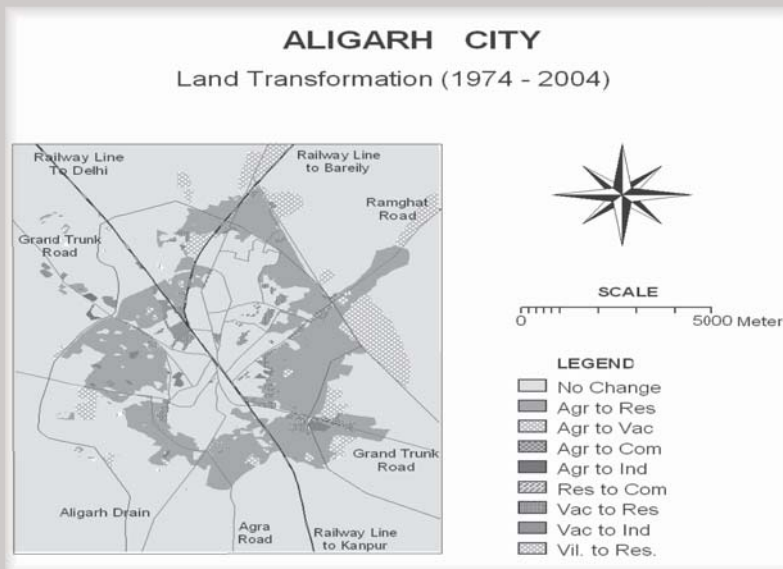 ALIGARH CITY
Land Transformation (1974 - 2004)
Railway Line
To Delhi
Railway Line
to Bareily
Ramghat
Road
Grand Trunk
Road
Grand Trunk
Road
Aligarh Drain
Agra
Road
Railway Line
to Kanpur
SCALE
0 5000 Meter
LEGEND
No Change
Agr to Res
Agr to Vac
Agr to Com
Agr to Ind
Res to Com
Vac to Res
Vac to Ind
Vil. to Res.